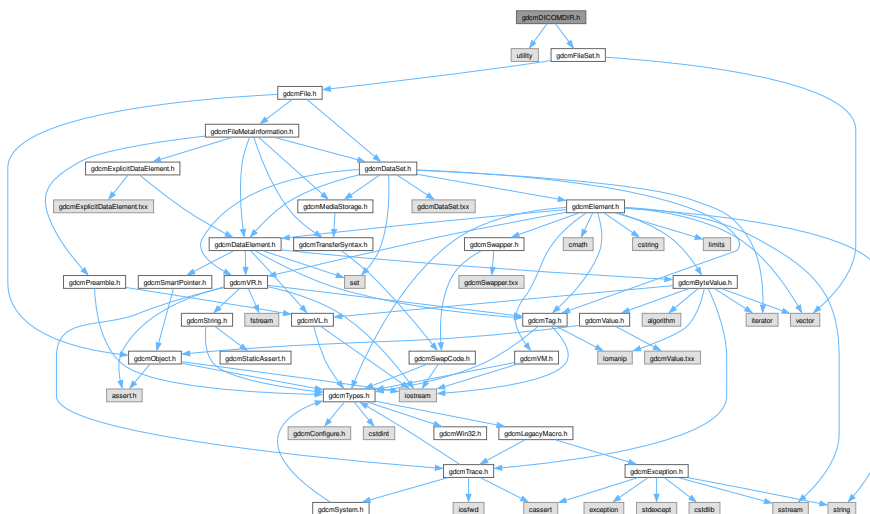 gdcmDICOMDIR.h
utility
gdcmFileSet.h
gdcmFile.h
gdcmFileMetaInformation.h
gdcmExplicitDataElement.h
gdcmDataSet.h
gdcmExplicitDataElement.txx
gdcmMediaStorage.h
gdcmDataSet.txx
gdcmElement.h
gdcmDataElement.h
gdcmTransferSyntax.h
gdcmSwapper.h
cmath
cstring
limits
gdcmPreamble.h
gdcmSmartPointer.h
gdcmVR.h
set
gdcmSwapper.txx
gdcmByteValue.h
gdcmString.h
fstream
gdcmVL.h
gdcmTag.h
gdcmValue.h
algorithm
iterator
vector
gdcmObject.h
gdcmStaticAssert.h
gdcmSwapCode.h
gdcmVM.h
iomanip
gdcmValue.txx
assert.h
gdcmTypes.h
iostream
gdcmConfigure.h
cstdint
gdcmWin32.h
gdcmLegacyMacro.h
gdcmTrace.h
gdcmException.h
gdcmSystem.h
iosfwd
cassert
exception
stdexcept
cstdlib
sstream
string